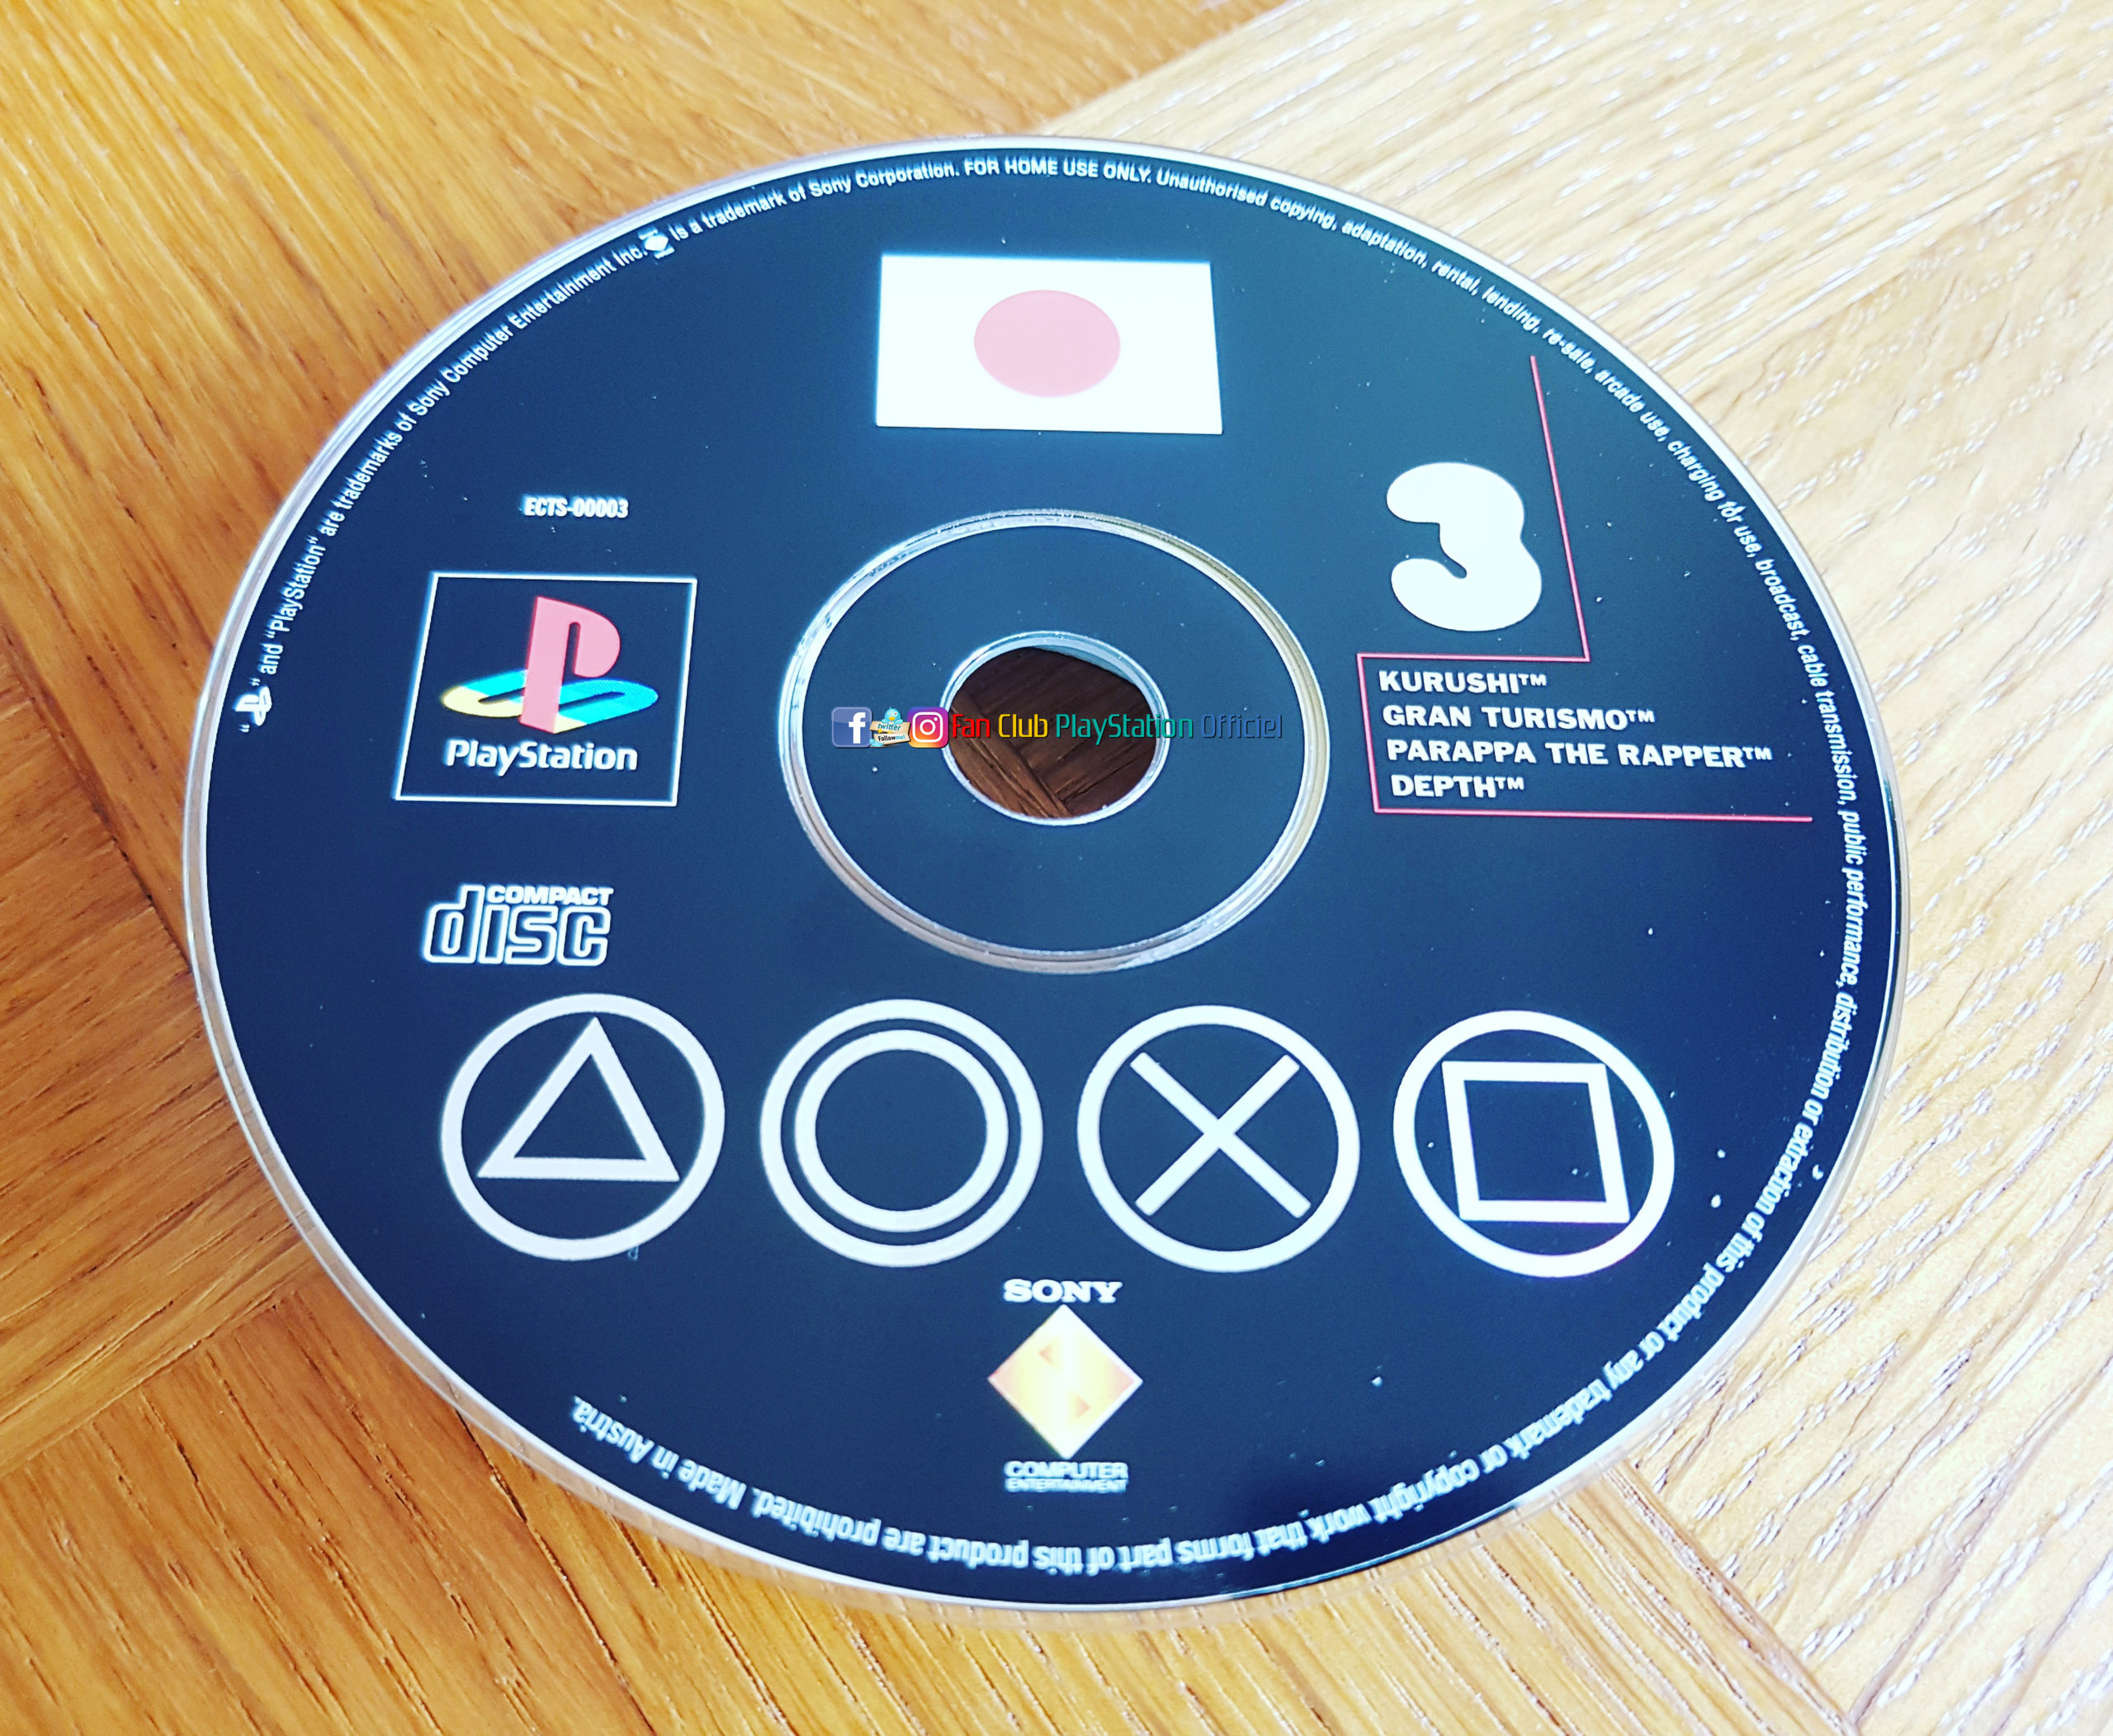 "PS" and "PlayStation" are trademarks of Sony Computer Entertainment Inc. is a trademark of Sony Corporation. FOR HOME USE ONLY. Unauthorised copying, adaptation, rental, lending, re-sale, arcade use, charging for use, broadcast, cable transmission, public performance, distribution or extraction of this product or any trademark or copyright work that forms part of this product are prohibited. Made in Austria.
ECTS-00003
3
PlayStation
KURUSHI™
GRAN TURISMO™
PARAPPA THE RAPPER™
DEPTH™
twitter
Follow me!
Fan Club PlayStation Officiel
COMPACT
disc
SONY
COMPUTER
ENTERTAINMENT